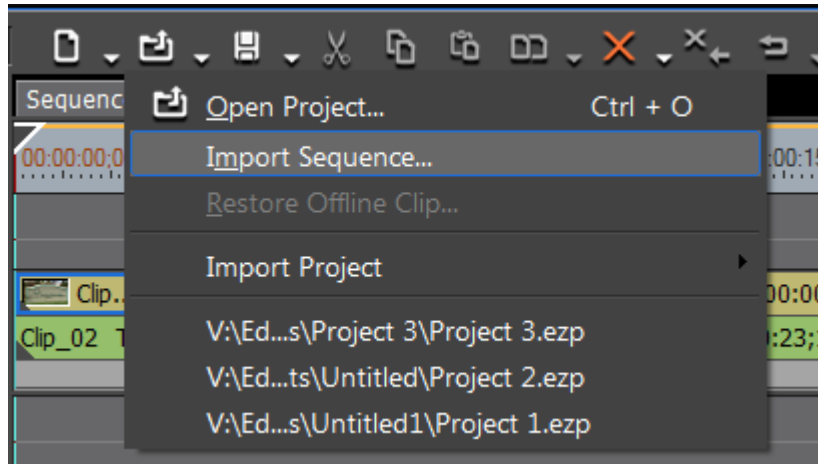 Sequenc
Open Project... Ctrl + O
00:00:00;0
Import Sequence...
:00:15
Restore Offline Clip...
Import Project
Clip..
00:00
V:\Ed...s\Project 3\Project 3.ezp
Clip_02 T
:23;
V:\Ed...ts\Untitled\Project 2.ezp
V:\Ed...s\Untitled1\Project 1.ezp